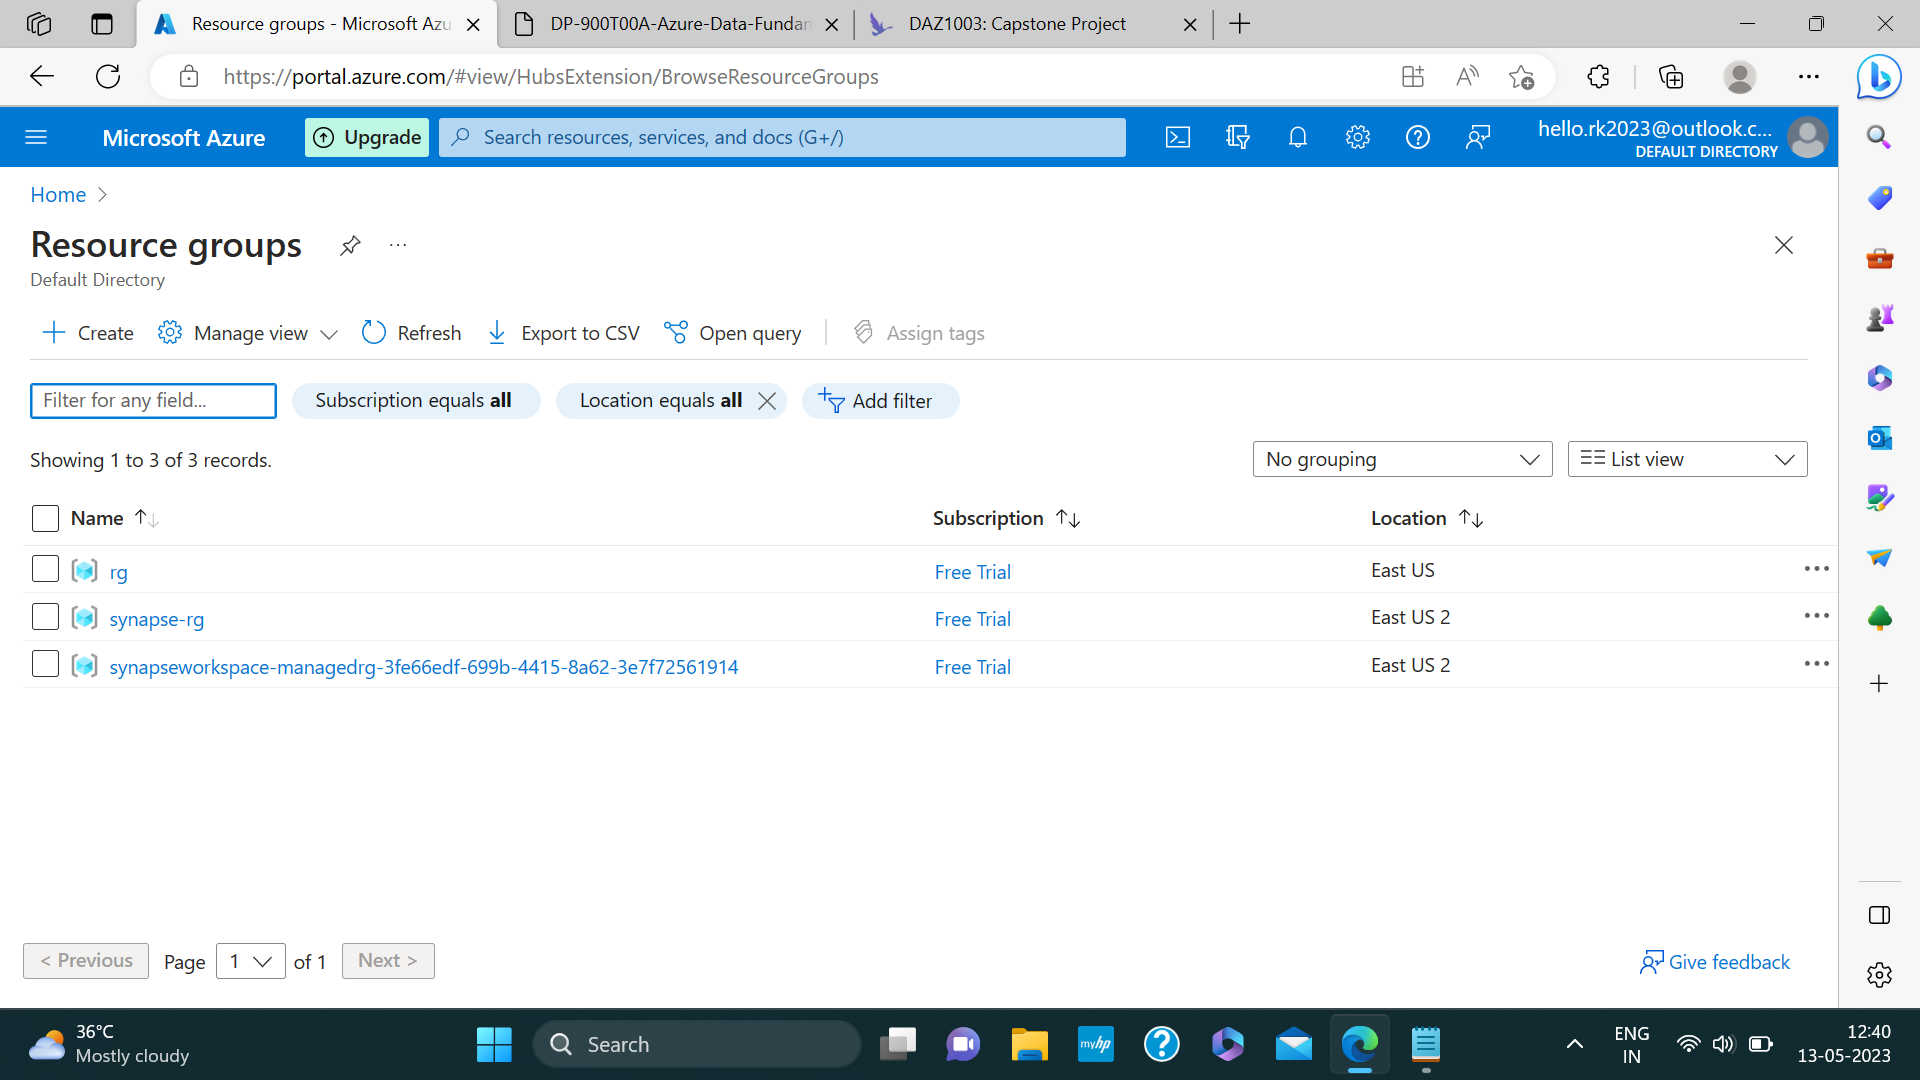 Resource groups - Microsoft Azu
DP-900T00A-Azure-Data-Fundan
DAZ1003: Capstone Project
https://portal.azure.com/#view/HubsExtension/BrowseResourceGroups
Microsoft Azure
Upgrade
Search resources, services, and docs (G+/)
hello.rk2023@outlook.c...
DEFAULT DIRECTORY
Home
Resource groups
Default Directory
Create
Manage view
Refresh
Export to CSV
Open query
Assign tags
Filter for any field...
Subscription equals all
Location equals all
Add filter
Showing 1 to 3 of 3 records.
No grouping
List view
Name
Subscription
Location
rg
Free Trial
East US
synapse-rg
Free Trial
East US 2
synapseworkspace-managedrg-3fe66edf-699b-4415-8a62-3e7f72561914
Free Trial
East US 2
< Previous
Page
1
of 1
Next >
Give feedback
36°C
Mostly cloudy
Search
myhp
ENG
IN
12:40
13-05-2023